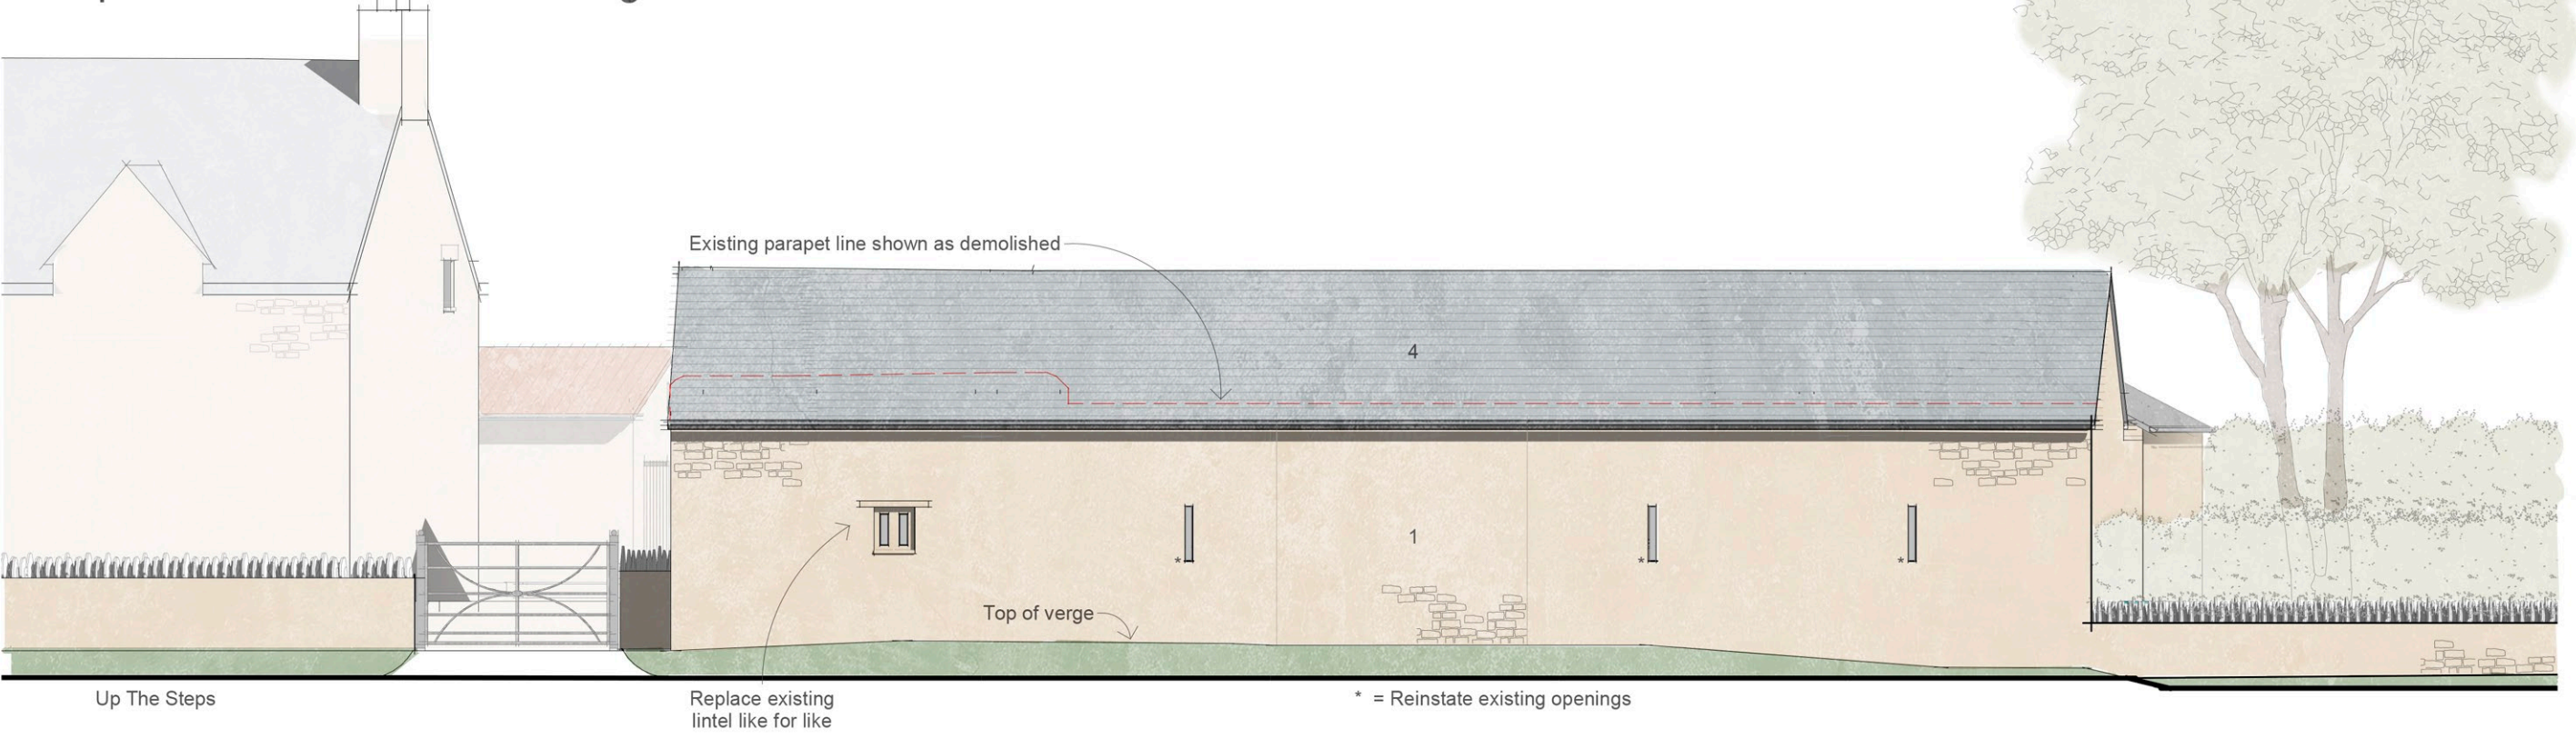 Existing parapet line shown as demolished
4
1
* * *
Top of verge
Up The Steps
Replace existing
lintel like for like
* = Reinstate existing openings